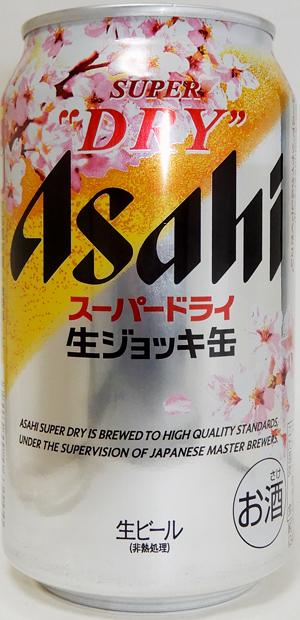 SUPER
"DRY"
Asahi
スーパードライ
生ジョッキ缶
ASAHI SUPER DRY IS BREWED TO HIGH QUALITY STANDARDS,
UNDER THE SUPERVISION OF JAPANESE MASTER BREWERS.
さけ
お酒
生ビール
(非熱処理)